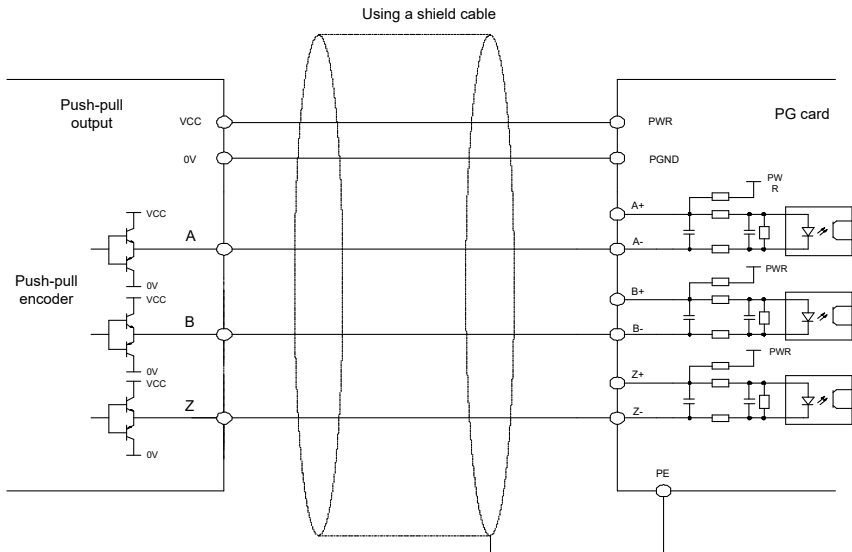 Using a shield cable
Push-pull
output
VCC
PWR
PG card
0V
PGND
PW
R
A+
VCC
A
A-
0V
Push-pull
encoder
PWR
B+
VCC
B
B-
0V
PWR
Z+
VCC
Z
Z-
0V
PE